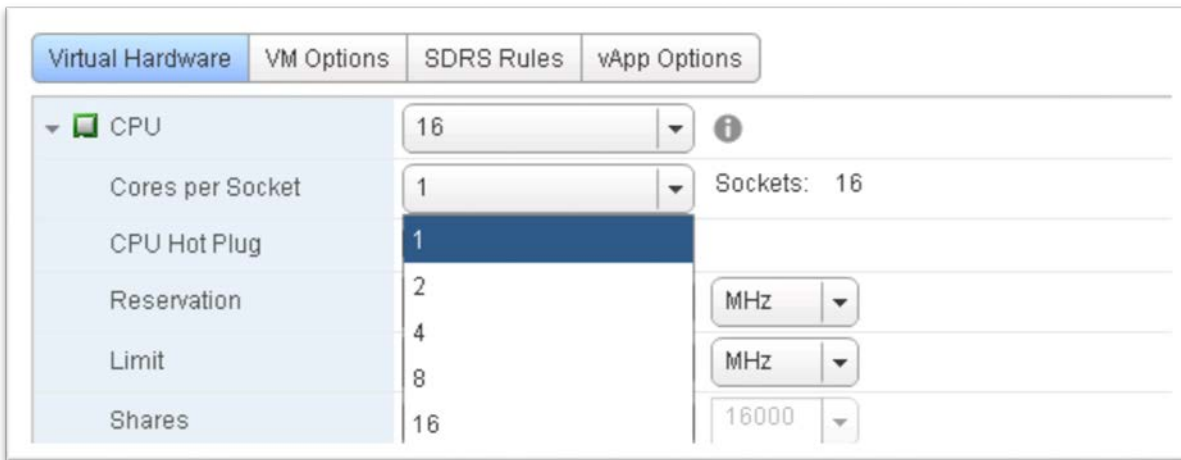 Virtual Hardware VM Options SDRS Rules vApp Options
CPU 16
Cores per Socket 1 Sockets: 16
CPU Hot Plug 1
Reservation 2 MHz
4
Limit MHz
8
Shares 16 16000